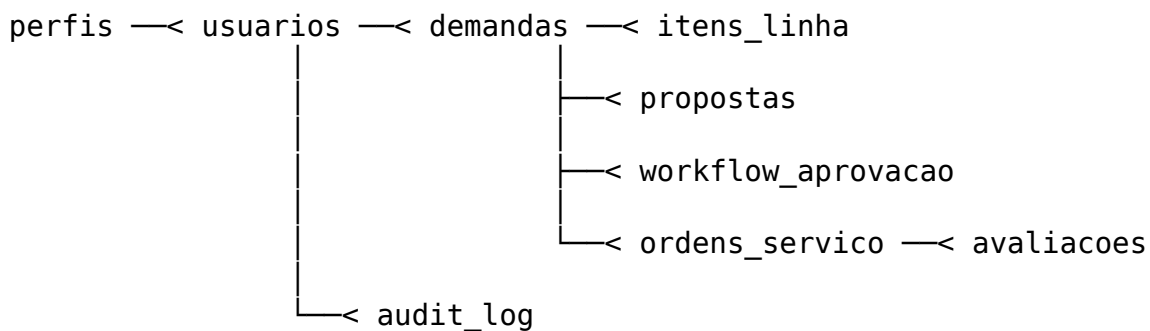 perfis ──< usuarios ──< demandas ──< itens_linha
├──< propostas
├──< workflow_aprovacao
└──< ordens_servico ──< avaliacoes
└──< audit_log